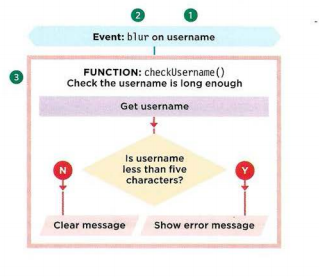 2 1
Event: blur on username
3
FUNCTION: checkUsername()
Check the username is long enough
Get username
Is username
less than five
characters?
N Y
Clear message Show error message